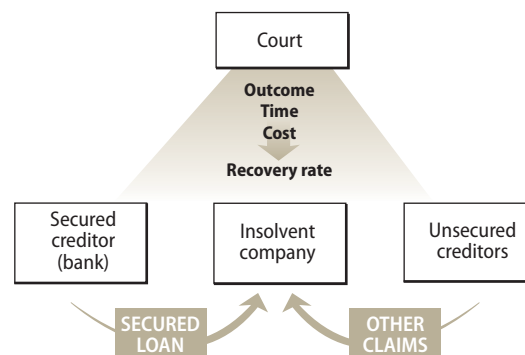 Court
Outcome
Time
Cost
Recovery rate
Secured
creditor
(bank)
Insolvent
company
Unsecured
creditors
SECURED
LOAN
OTHER
CLAIMS